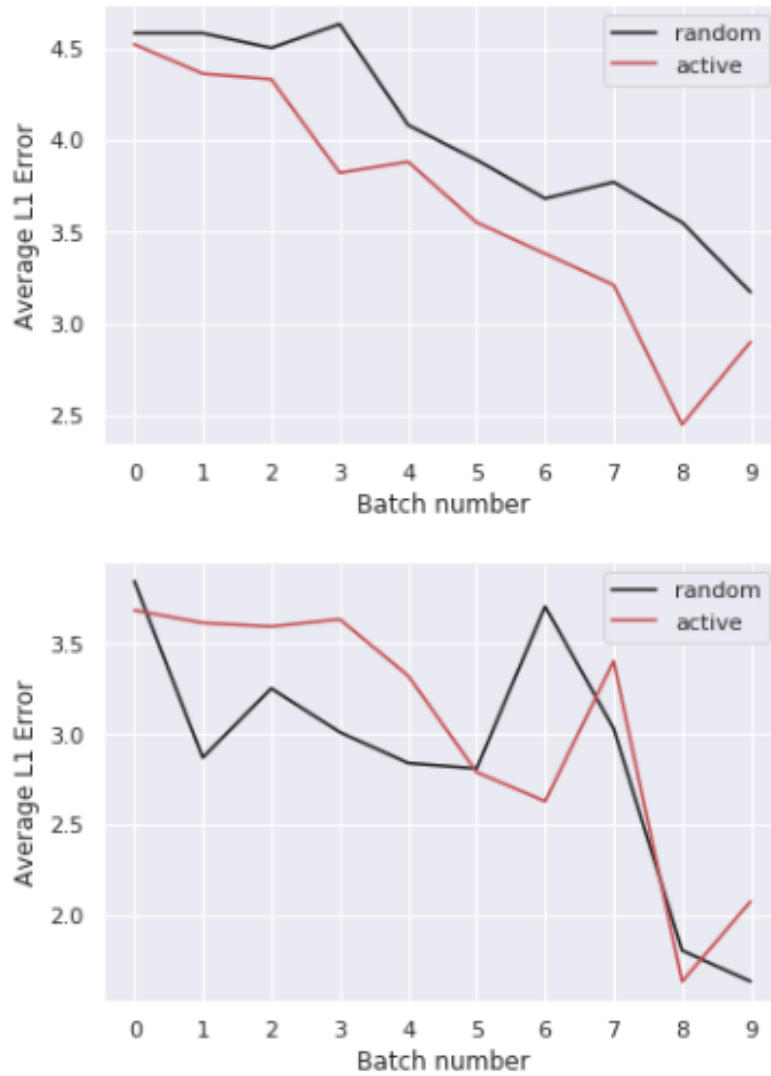 random
active
4.5
4.0
3.5
3.0
2.5
Average L1 Error
0 1 2 3 4 5 6 7 8 9
Batch number
random
active
3.5
3.0
2.5
2.0
Average L1 Error
0 1 2 3 4 5 6 7 8 9
Batch number